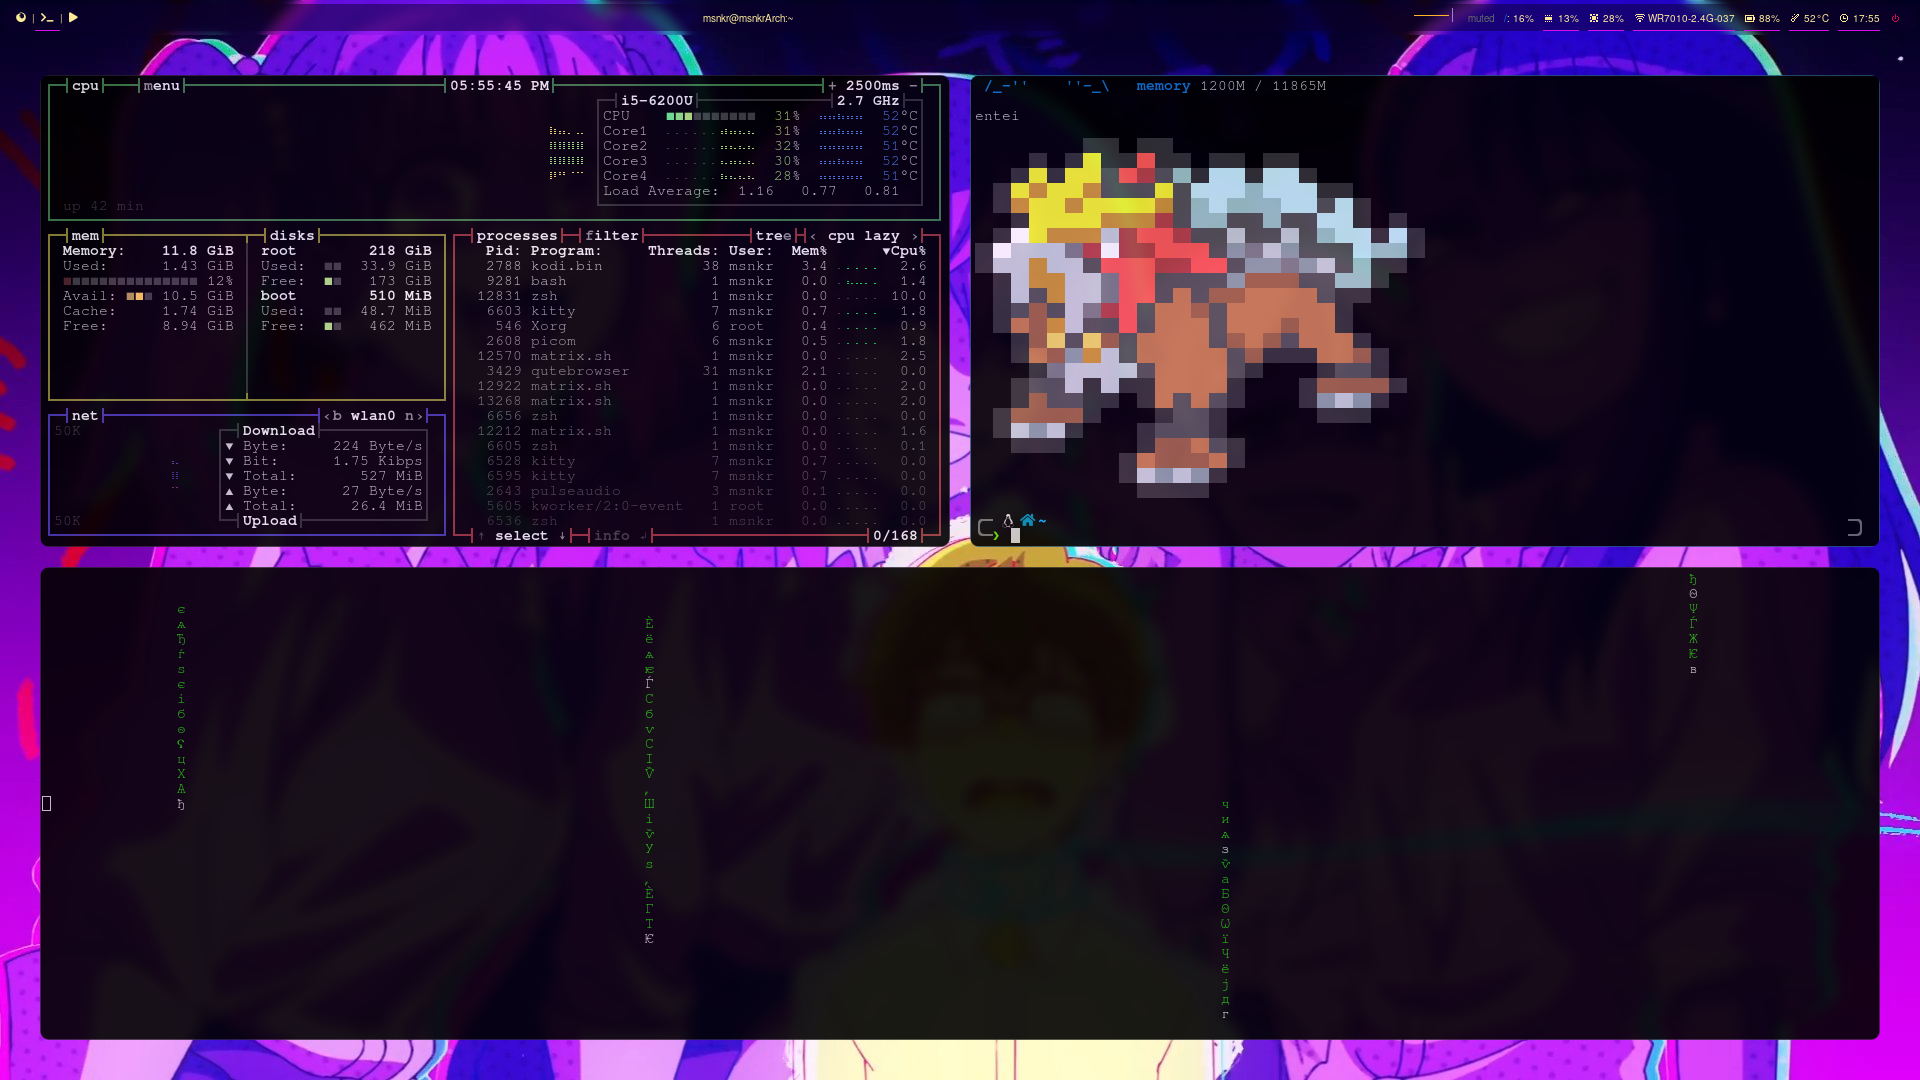 msnkr@msnkrArch:~
muted /: 16% 13% 28% WR7010-2.4G-037 88% 52°C 17:55
cpu menu 05:55:45 PM + 2500ms -
i5-6200U 2.7 GHz
CPU 31% 52°C
Core1 31% 52°C
Core2 32% 51°C
Core3 30% 52°C
Core4 28% 51°C
Load Average: 1.16 0.77 0.81
up 42 min
mem disks
Memory: 11.8 GiB root 218 GiB
Used: 1.43 GiB Used: 33.9 GiB
12% Free: 173 GiB
Avail: 10.5 GiB boot 510 MiB
Cache: 1.74 GiB Used: 48.7 MiB
Free: 8.94 GiB Free: 462 MiB
net ‹b wlan0 n›
50K Download
▼ Byte: 224 Byte/s
▼ Bit: 1.75 Kibps
▼ Total: 527 MiB
▲ Byte: 27 Byte/s
▲ Total: 26.4 MiB
50K Upload
processes filter tree ‹ cpu lazy ›
Pid: Program: Threads: User: Mem% ▼Cpu%
2788 kodi.bin 38 msnkr 3.4 2.6
9281 bash 1 msnkr 0.0 1.4
12831 zsh 1 msnkr 0.0 10.0
6603 kitty 7 msnkr 0.7 1.8
546 Xorg 6 root 0.4 0.9
2608 picom 6 msnkr 0.5 1.8
12570 matrix.sh 1 msnkr 0.0 2.5
3429 qutebrowser 31 msnkr 2.1 0.0
12922 matrix.sh 1 msnkr 0.0 2.0
13268 matrix.sh 1 msnkr 0.0 2.0
6656 zsh 1 msnkr 0.0 0.0
12212 matrix.sh 1 msnkr 0.0 1.6
6605 zsh 1 msnkr 0.0 0.1
6528 kitty 7 msnkr 0.7 0.0
6595 kitty 7 msnkr 0.7 0.0
2643 pulseaudio 3 msnkr 0.1 0.0
5605 kworker/2:0-event 1 root 0.0 0.0
6536 zsh 1 msnkr 0.0 0.0
↑ select ↓ info ↲ 0/168
/_-'' ''-_\ memory 1200M / 11865M
entei
~
❯